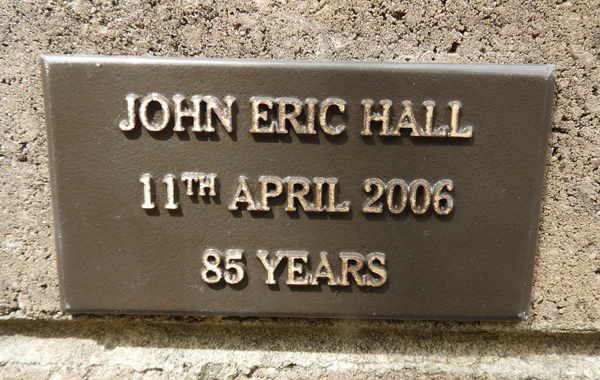 JOHN ERIC HALL
11TH APRIL 2006
85 YEARS